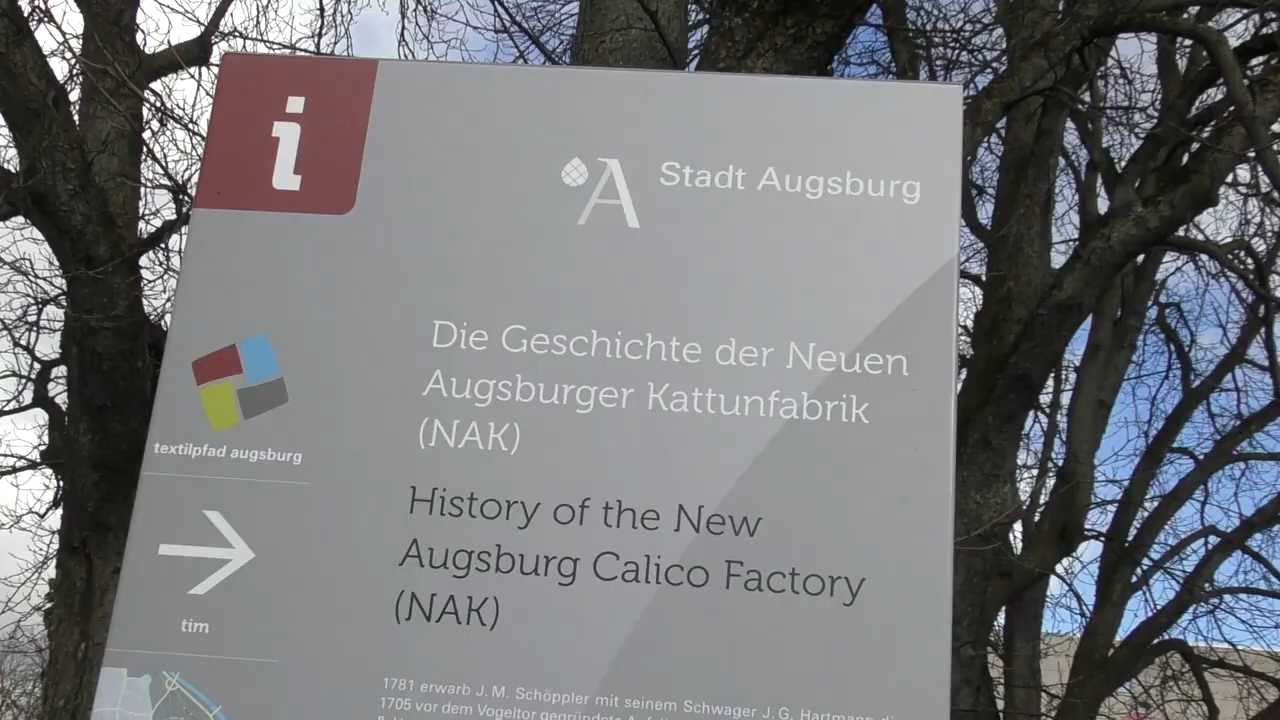 i
A Stadt Augsburg
Die Geschichte der Neuen
Augsburger Kattunfabrik
(NAK)
History of the New
Augsburg Calico Factory
(NAK)
textilpfad augsburg
tim
1781 erwarb J. M. Schöppler mit seinem Schwager J. G. Hartmann
1705 vor dem Vogeltor gegründete